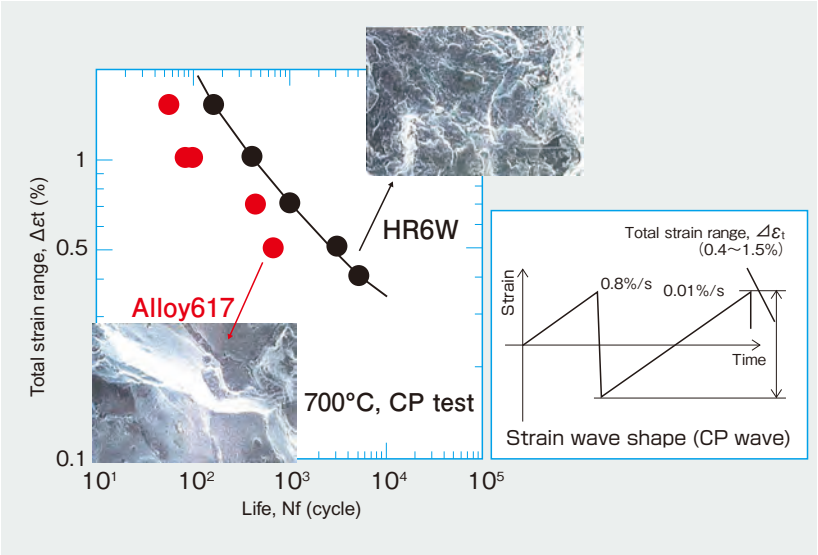 1
0.5
0.1
Total strain range, Δεt (%)
HR6W
Alloy617
700°C, CP test
10¹ 10² 10³ 10⁴ 10⁵
Life, Nf (cycle)
Total strain range, ⊿εt
(0.4～1.5%)
Strain
0.8%/s 0.01%/s
Time
Strain wave shape (CP wave)